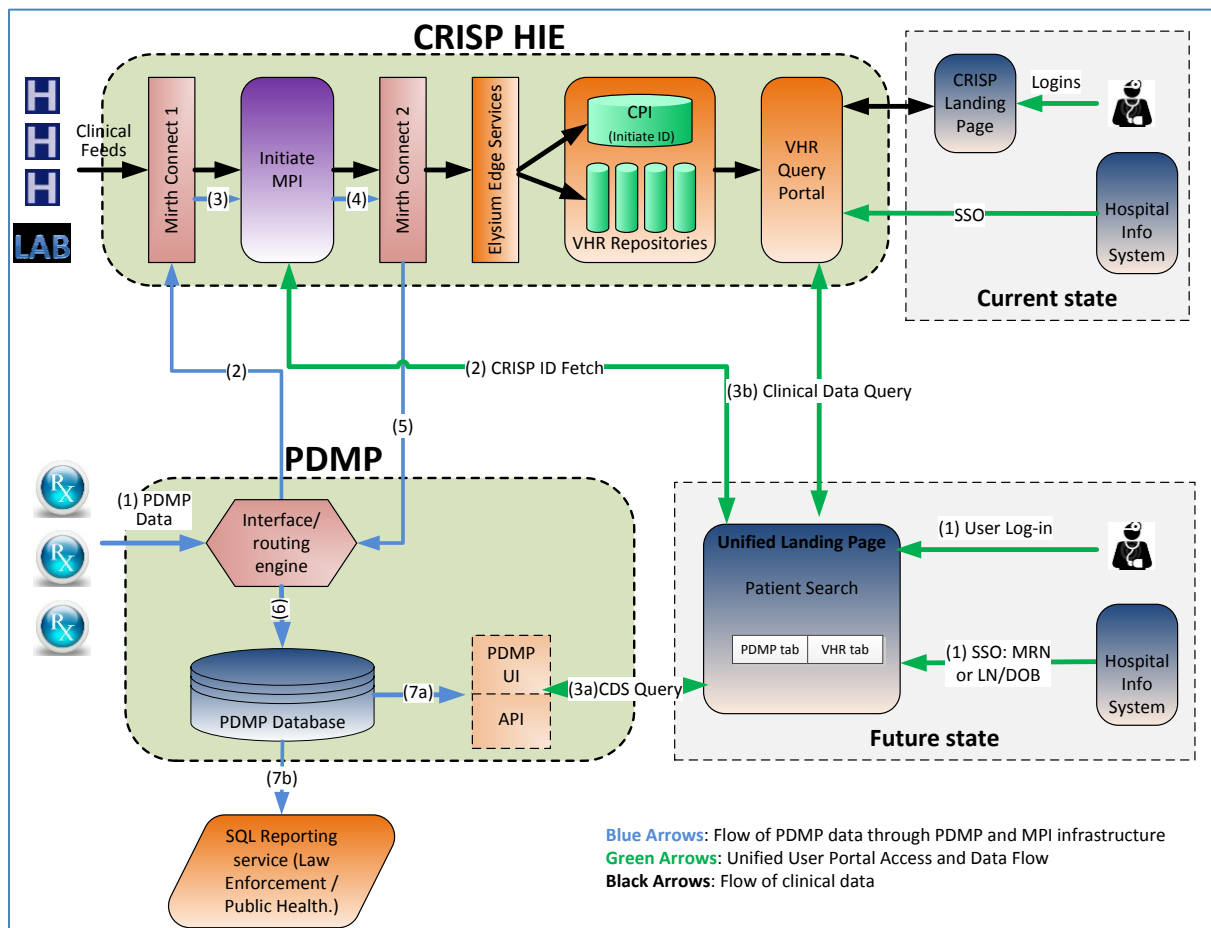 CRISP HIE
H
H
H
LAB
Clinical
Feeds
Mirth Connect 1
(3)
Initiate
MPI
(4)
Mirth Connect 2
Elysium Edge Services
CPI
(Initiate ID)
VHR Repositories
VHR
Query
Portal
CRISP
Landing
Page
Logins
SSO
Hospital
Info
System
Current state
(2)
(2) CRISP ID Fetch
(3b) Clinical Data Query
(5)
PDMP
RX
RX
RX
(1) PDMP
Data
Interface/
routing
engine
(6)
PDMP Database
(7a)
PDMP
UI
API
(3a)CDS Query
(7b)
SQL Reporting
service (Law
Enforcement /
Public Health.)
Unified Landing Page
Patient Search
PDMP tab
VHR tab
(1) User Log-in
(1) SSO: MRN
or LN/DOB
Hospital
Info
System
Future state
Blue Arrows: Flow of PDMP data through PDMP and MPI infrastructure
Green Arrows: Unified User Portal Access and Data Flow
Black Arrows: Flow of clinical data